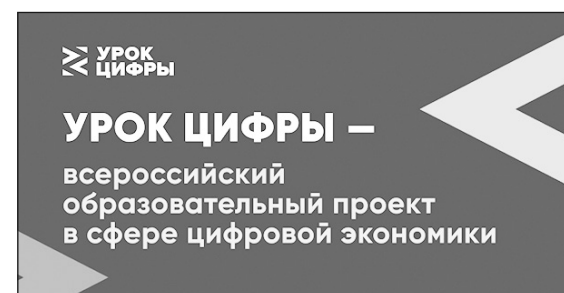 УРОК
ЦИФРЫ
УРОК ЦИФРЫ —
всероссийский
образовательный проект
в сфере цифровой экономики